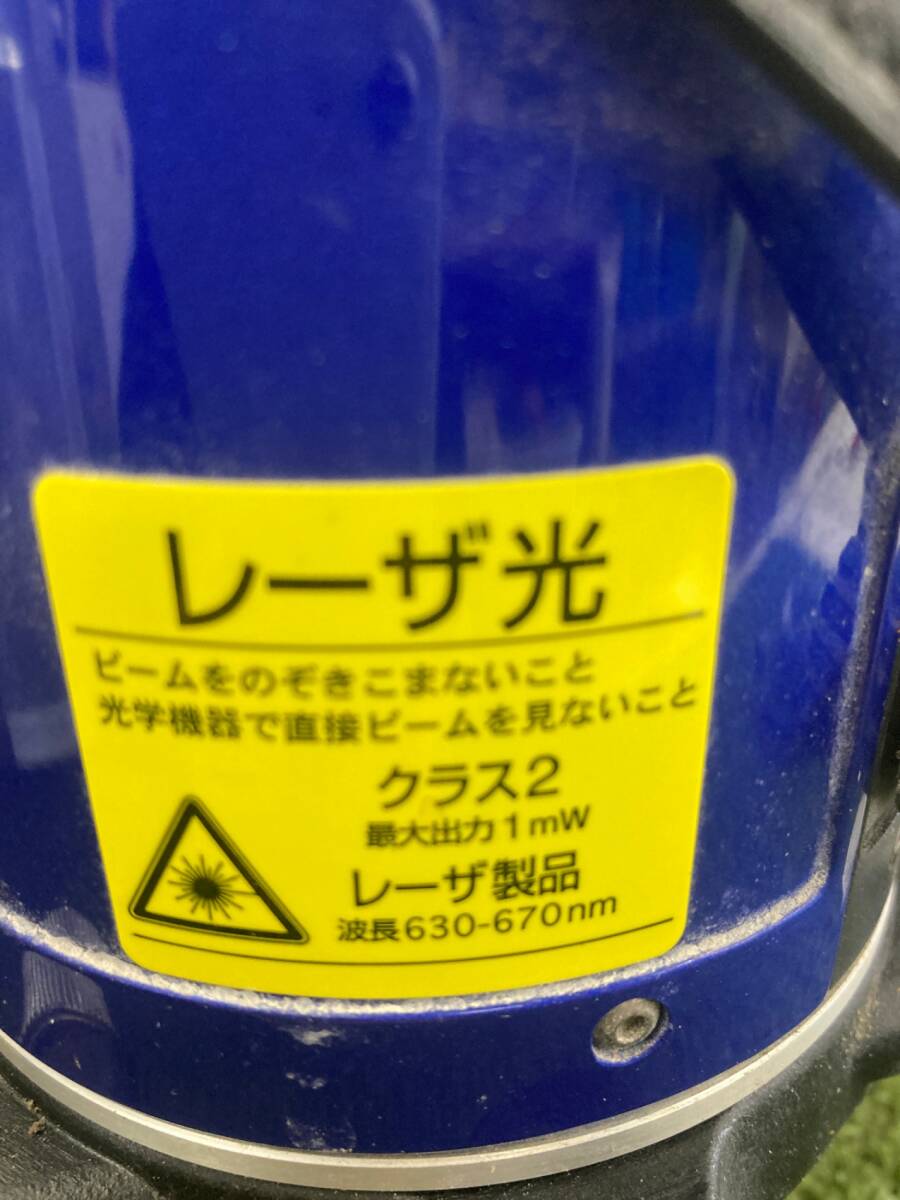 レーザ光
ビームをのぞきこまないこと
光学機器で直接ビームを見ないこと
クラス2
最大出力1mW
レーザ製品
波長630-670nm